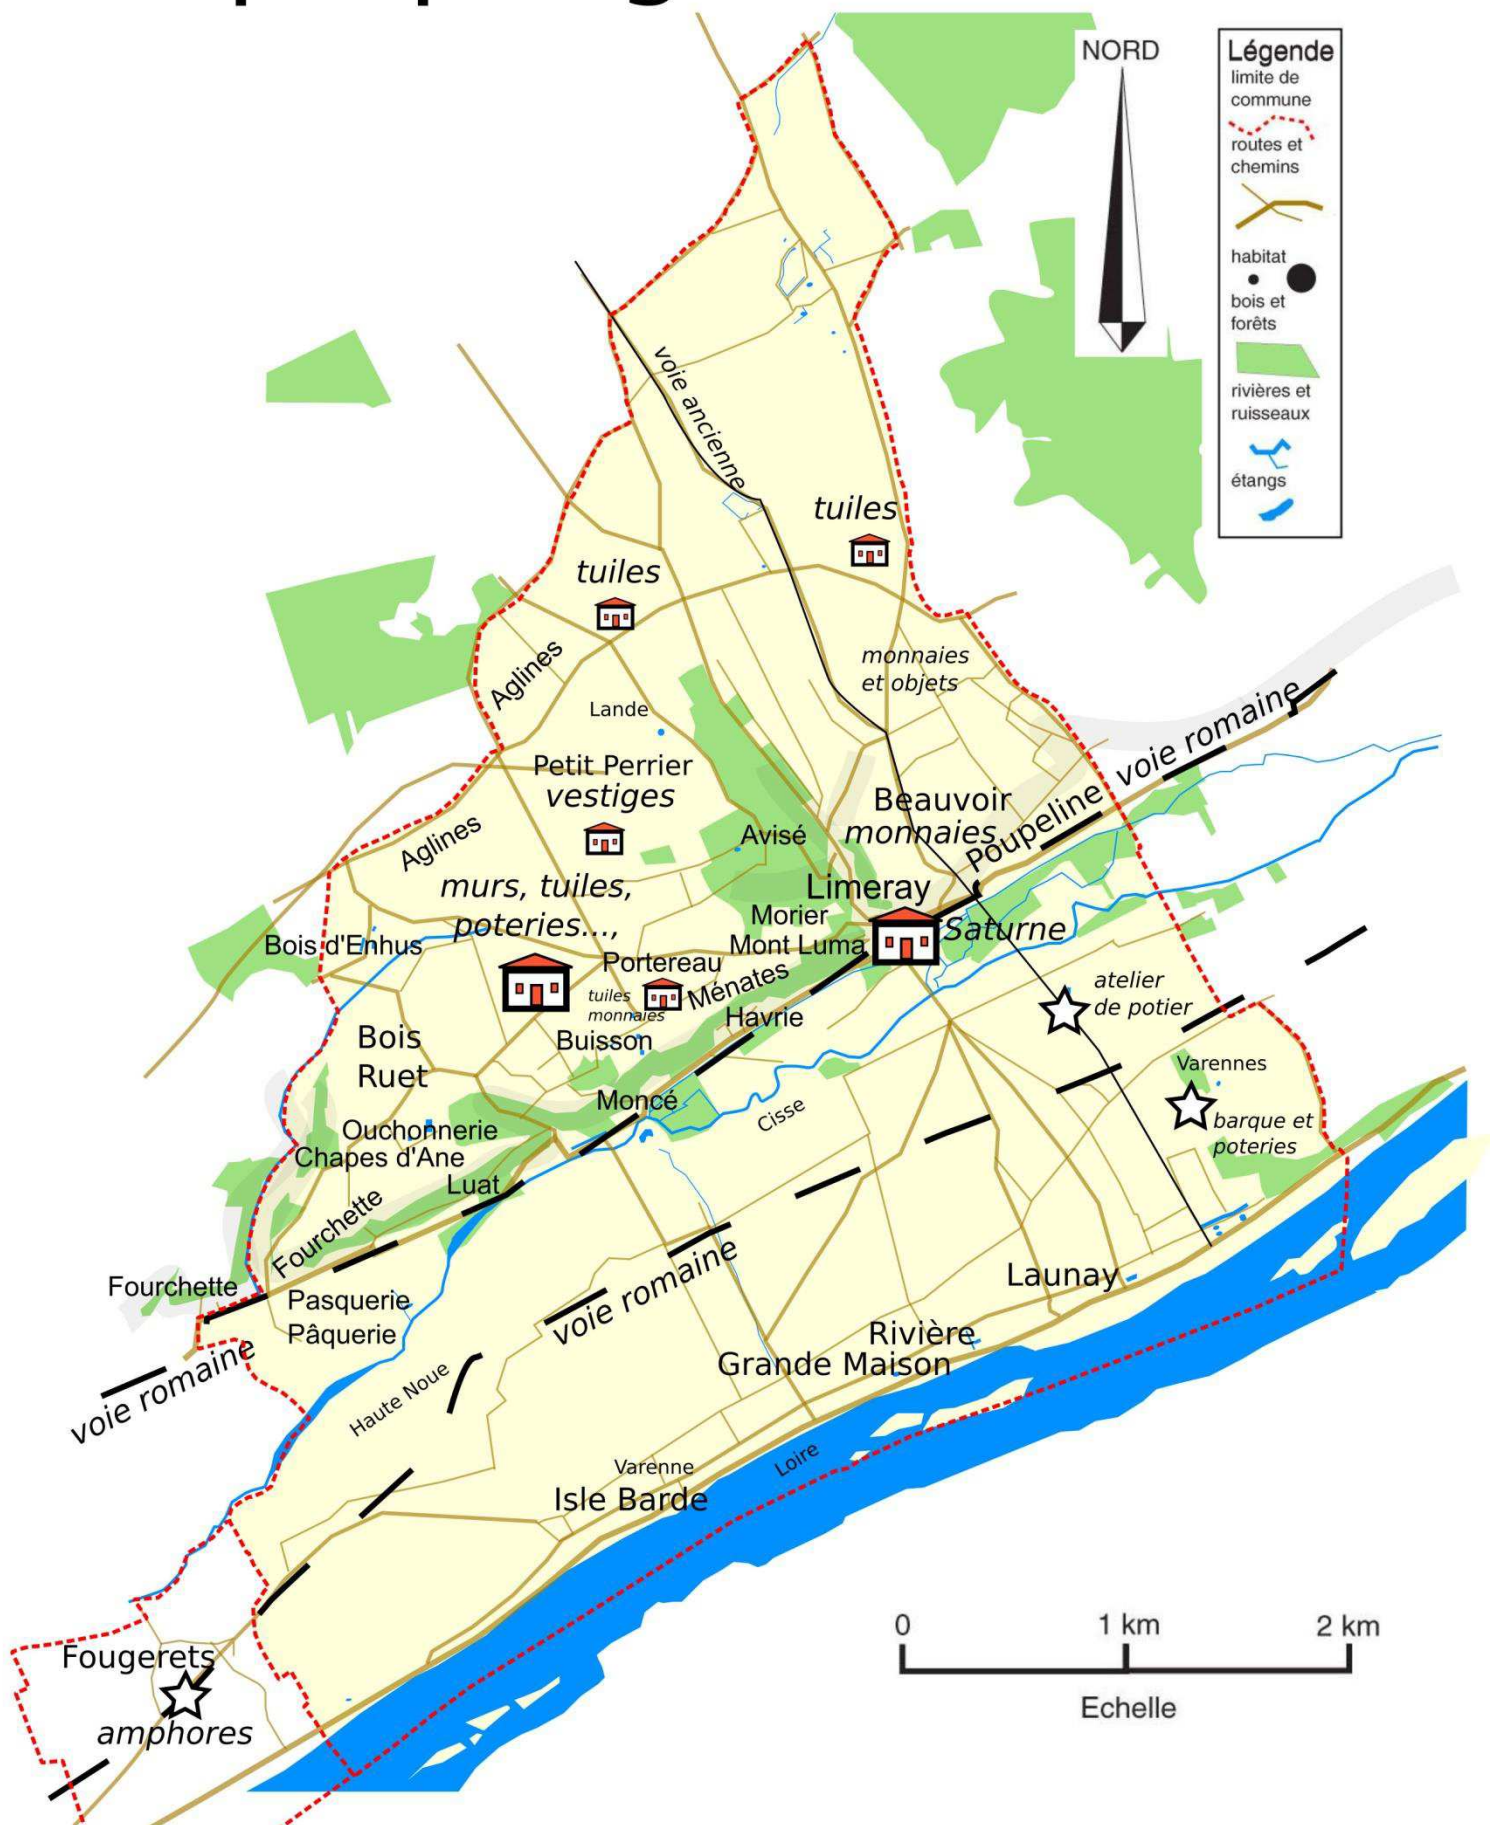 NORD
Légende
limite de
commune
routes et
chemins
habitat
bois et
forêts
rivières et
ruisseaux
étangs
voie ancienne
tuiles
tuiles
Aglines
monnaies
et objets
Lande
voie romaine
Petit Perrier
vestiges
Beauvoir
monnaies
Poupeline
Avisé
Aglines
murs, tuiles,
poteries...,
Limeray
Morier
Mont Luma
Saturne
Bois d'Enhus
Portereau
Ménates
tuiles
monnaies
Havrie
atelier
de potier
Bois
Ruet
Buisson
Varennes
Moncé
Cisse
barque et
poteries
Ouchonnerie
Chapes d'Ane
Luat
Fourchette
Fourchette
Pasquerie
Pâquerie
voie romaine
voie romaine
Launay
Rivière
Grande Maison
Haute Noue
Loire
Varenne
Isle Barde
Fougerets
amphores
0 1 km 2 km
Echelle